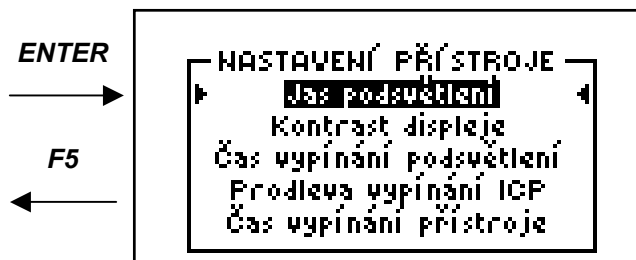 ENTER
F5
NASTAVENÍ PŘÍSTROJE
Jas podsvětlení
Kontrast displeje
Čas vypínání podsvětlení
Prodleva vypínání ICP
Čas vypínání přístroje